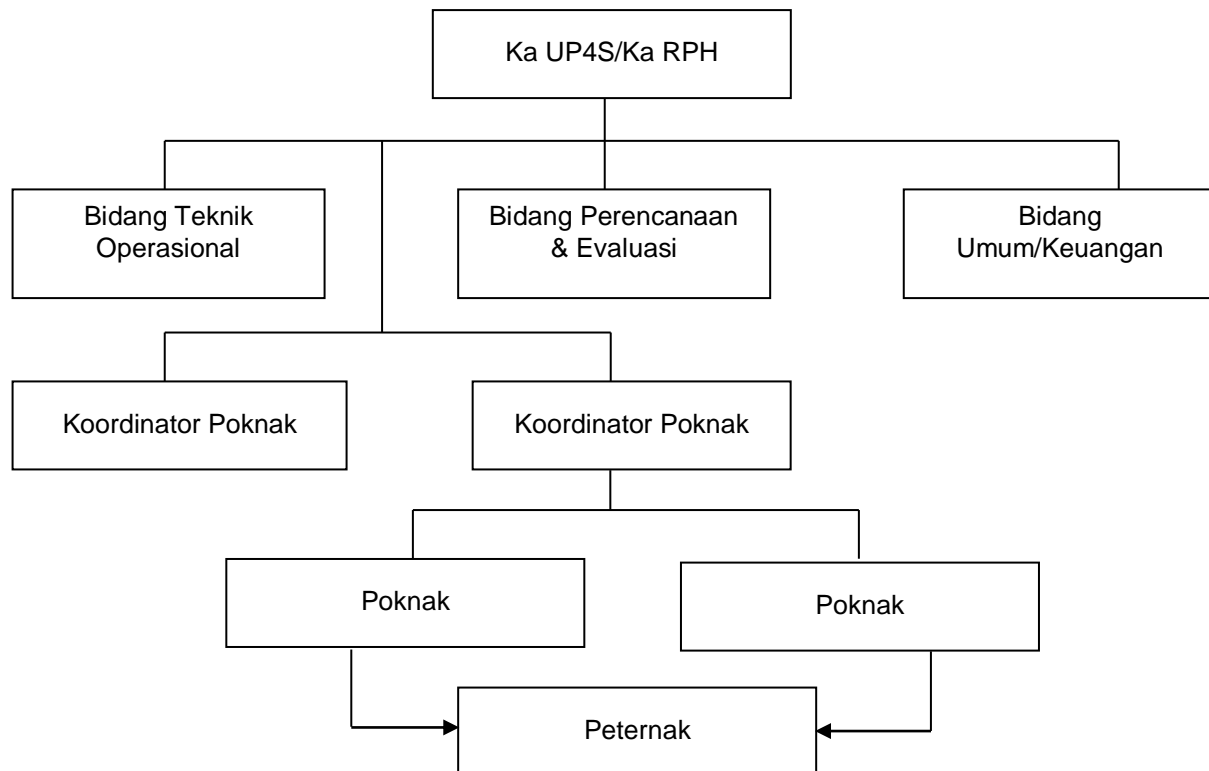 Ka UP4S/Ka RPH
Bidang Teknik
Operasional
Bidang Perencanaan
& Evaluasi
Bidang
Umum/Keuangan
Koordinator Poknak
Koordinator Poknak
Poknak
Poknak
Peternak